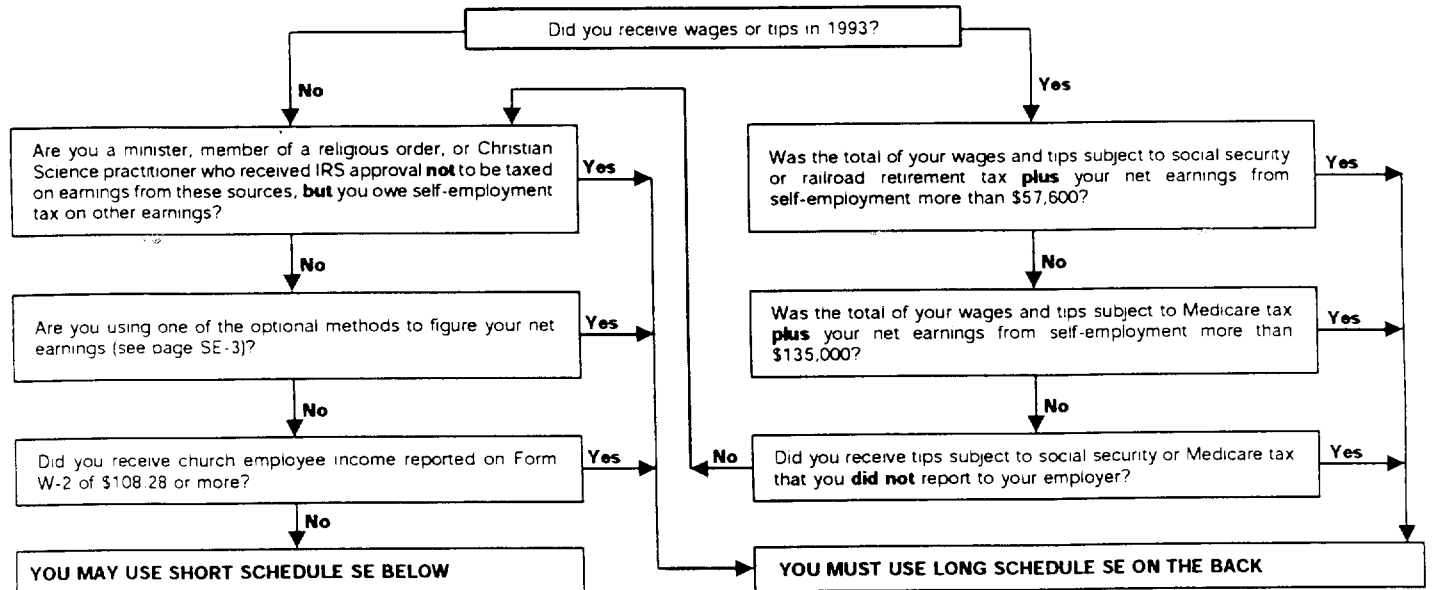 Did you receive wages or tips in 1993?
No
Yes
Are you a minister, member of a religious order, or Christian
Science practitioner who received IRS approval not to be taxed
on earnings from these sources, but you owe self-employment
tax on other earnings?
Yes
Was the total of your wages and tips subject to social security
or railroad retirement tax plus your net earnings from
self-employment more than $57,600?
Yes
No
No
Are you using one of the optional methods to figure your net
earnings (see page SE-3)?
Yes
Was the total of your wages and tips subject to Medicare tax
plus your net earnings from self-employment more than
$135,000?
Yes
No
No
Did you receive church employee income reported on Form
W-2 of $108.28 or more?
Yes
No
Did you receive tips subject to social security or Medicare tax
that you did not report to your employer?
Yes
No
YOU MAY USE SHORT SCHEDULE SE BELOW
YOU MUST USE LONG SCHEDULE SE ON THE BACK